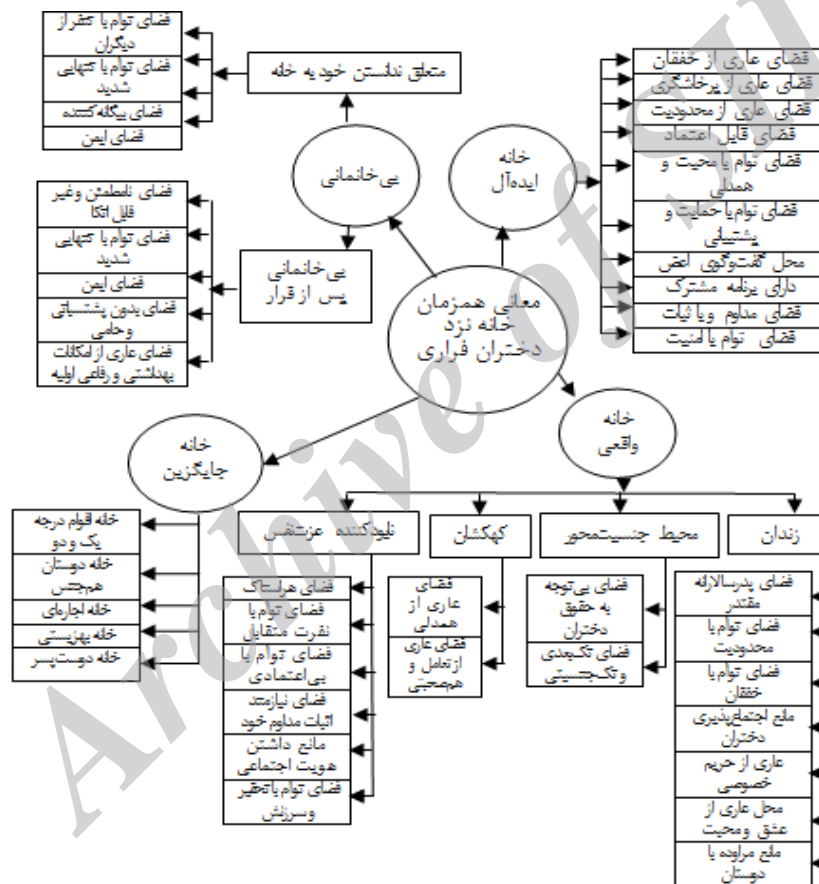 فضای توام با تنفر از
دیگران
فضای توام با تنهایی
شدید
فضای بیگانه‌کننده
فضای ایمن
متعلق ندانستن خود به خانه
بی‌خانمانی
خانه
ایده‌آل
فضای عاری از خفقان
فضای عاری از پرخاشگری
فضای عاری از محدودیت
فضای قابل اعتماد
فضای توام با محبت و
همدلی
فضای توام با حمایت و
پشتیبانی
محل گفت‌وگوی اعض
دارای برنامه مشترک
فضای مداوم و با ثبات
فضای توام با امنیت
فضای نامطمئن و غیر
قابل اتکا
فضای توام با تنهایی
شدید
فضای ایمن
فضای بدون پشتیبانی
و حامی
فضای عاری از امکانات
بهداشتی و رفاهی اولیه
بی‌خانمانی
پس از فرار
معانی همزمان
خانه نزد
دختران فراری
خانه
واقعی
خانه
جایگزین
خانه اقوام درجه
یک و دو
خانه دوستان
هم‌جنس
خانه اجاره‌ای
خانه بهزیستی
خانه دوست‌پسر
زندان
محیط جنسیت‌محور
کهکشان
نابودکننده عزت‌نفس
فضای پدرسالارانه
مقتدر
فضای توام با
محدودیت
فضای توام با
خفقان
مانع اجتماع‌پذیری
دختران
عاری از حریم
خصوصی
محل عاری از
عشق و محبت
مانع مراوده با
دوستان
فضای بی‌توجه
به حقوق
دختران
فضای تک‌بعدی
و تک‌جنسیتی
فضای
عاری از
همدلی
فضای عاری
از تعامل و
هم‌صحبتی
فضای هراسناک
فضای توام با
نفرت متقابل
فضای توام با
بی‌اعتمادی
فضای نیازمند
اثبات مداوم خود
مانع داشتن
هویت اجتماعی
فضای توام با تحقیر
و سرزنش
Archive of SI